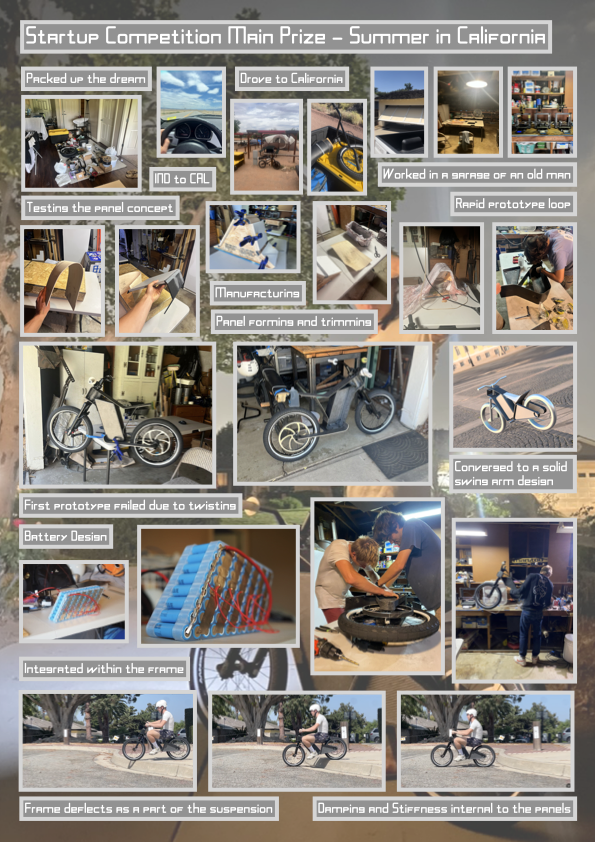 Startup Competition Main Prize – Summer in California
Packed up the dream
Drove to California
IND to CAL
Worked in a garage of an old man
Testing the panel concept
Rapid prototype loop
Manufacturing
Panel forming and trimming
Conversed to a solid
swing arm design
First prototype failed due to twisting
Battery Design
Integrated within the frame
Frame deflects as a part of the suspension
Damping and Stiffness internal to the panels